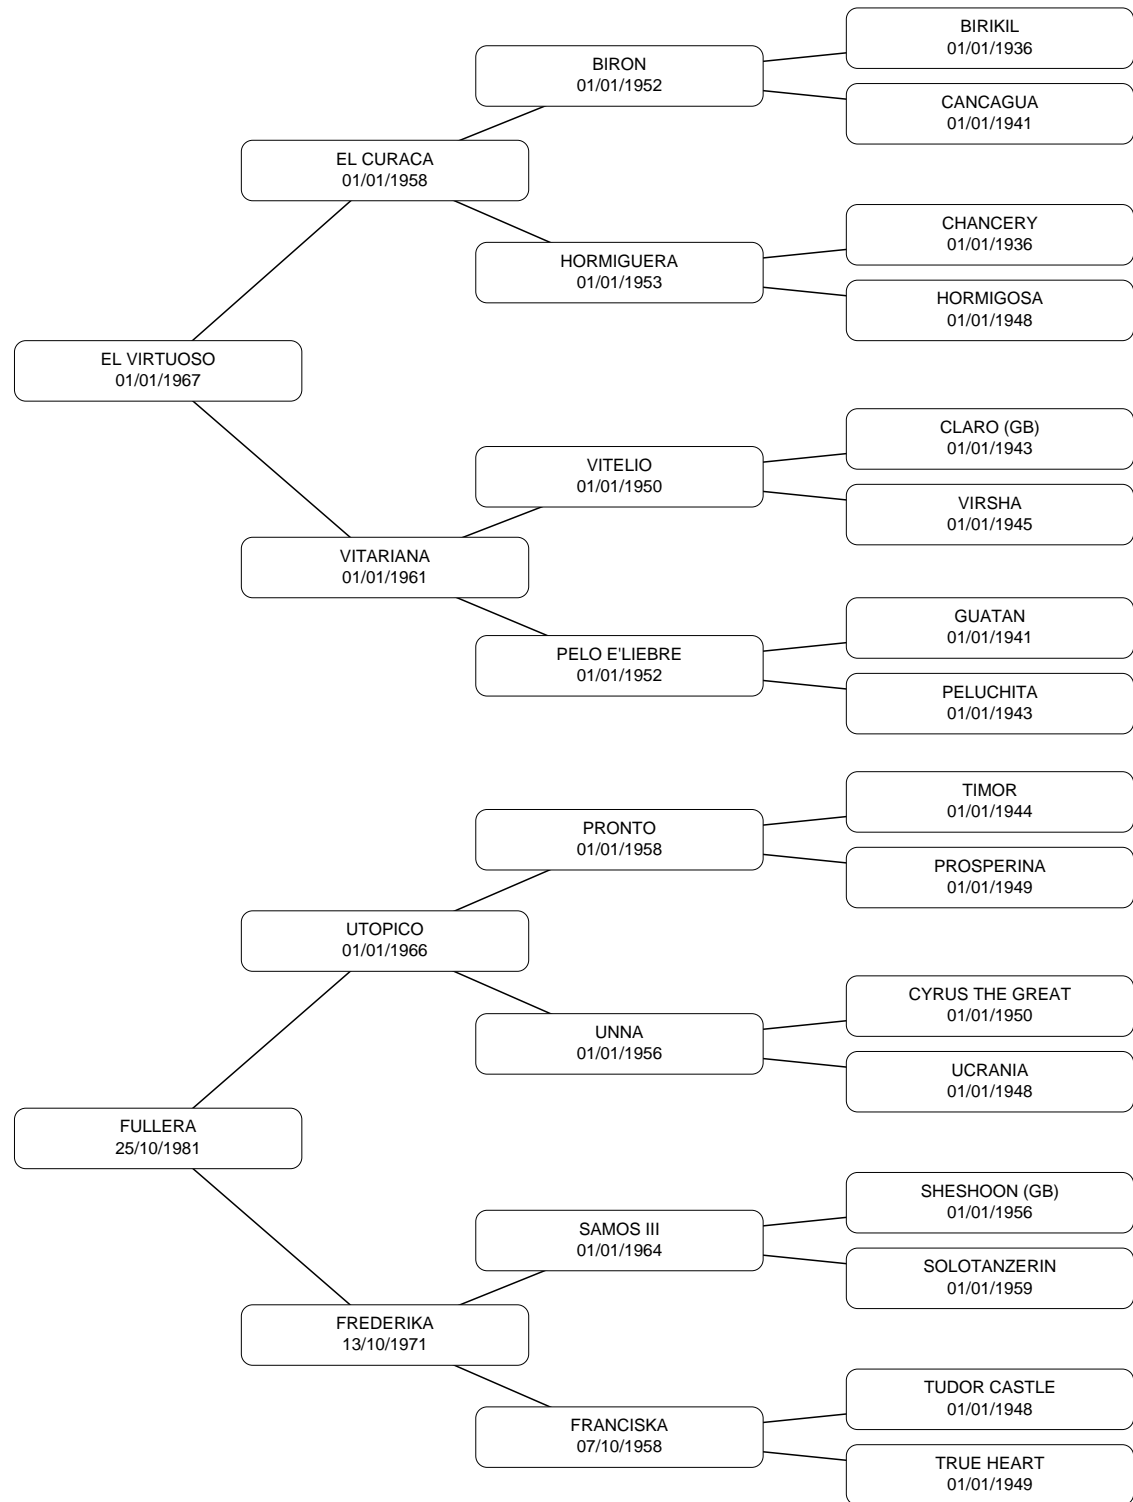 BIRIKIL
01/01/1936
BIRON
01/01/1952
CANCAGUA
01/01/1941
EL CURACA
01/01/1958
CHANCERY
01/01/1936
HORMIGUERA
01/01/1953
HORMIGOSA
01/01/1948
EL VIRTUOSO
01/01/1967
CLARO (GB)
01/01/1943
VITELIO
01/01/1950
VIRSHA
01/01/1945
VITARIANA
01/01/1961
GUATAN
01/01/1941
PELO E'LIEBRE
01/01/1952
PELUCHITA
01/01/1943
TIMOR
01/01/1944
PRONTO
01/01/1958
PROSPERINA
01/01/1949
UTOPICO
01/01/1966
CYRUS THE GREAT
01/01/1950
UNNA
01/01/1956
UCRANIA
01/01/1948
FULLERA
25/10/1981
SHESHOON (GB)
01/01/1956
SAMOS III
01/01/1964
SOLOTANZERIN
01/01/1959
FREDERIKA
13/10/1971
TUDOR CASTLE
01/01/1948
FRANCISKA
07/10/1958
TRUE HEART
01/01/1949